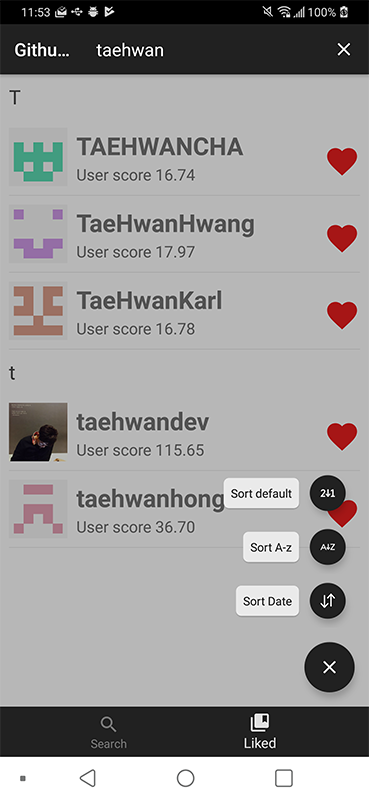 11:53 100%
Githu... taehwan
T
TAEHWANCHA
User score 16.74
TaeHwanHwang
User score 17.97
TaeHwanKarl
User score 16.78
t
taehwandev
User score 115.65
taehwanhong
User score 36.70
Sort default
Sort A-z
A Z
Sort Date
Search
Liked